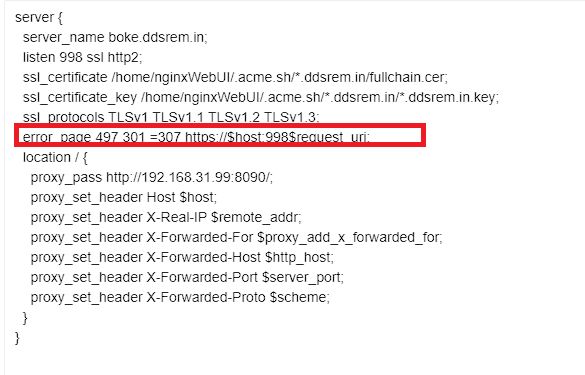 server {
server_name boke.ddsrem.in;
listen 998 ssl http2;
ssl_certificate /home/nginxWebUI/.acme.sh/*.ddsrem.in/fullchain.cer;
ssl_certificate_key /home/nginxWebUI/.acme.sh/*.ddsrem.in/*.ddsrem.in.key;
ssl_protocols TLSv1 TLSv1.1 TLSv1.2 TLSv1.3;
error_page 497 301 =307 https://$host:998$request_uri;
location / {
proxy_pass http://192.168.31.99:8090/;
proxy_set_header Host $host;
proxy_set_header X-Real-IP $remote_addr;
proxy_set_header X-Forwarded-For $proxy_add_x_forwarded_for;
proxy_set_header X-Forwarded-Host $http_host;
proxy_set_header X-Forwarded-Port $server_port;
proxy_set_header X-Forwarded-Proto $scheme;
}
}